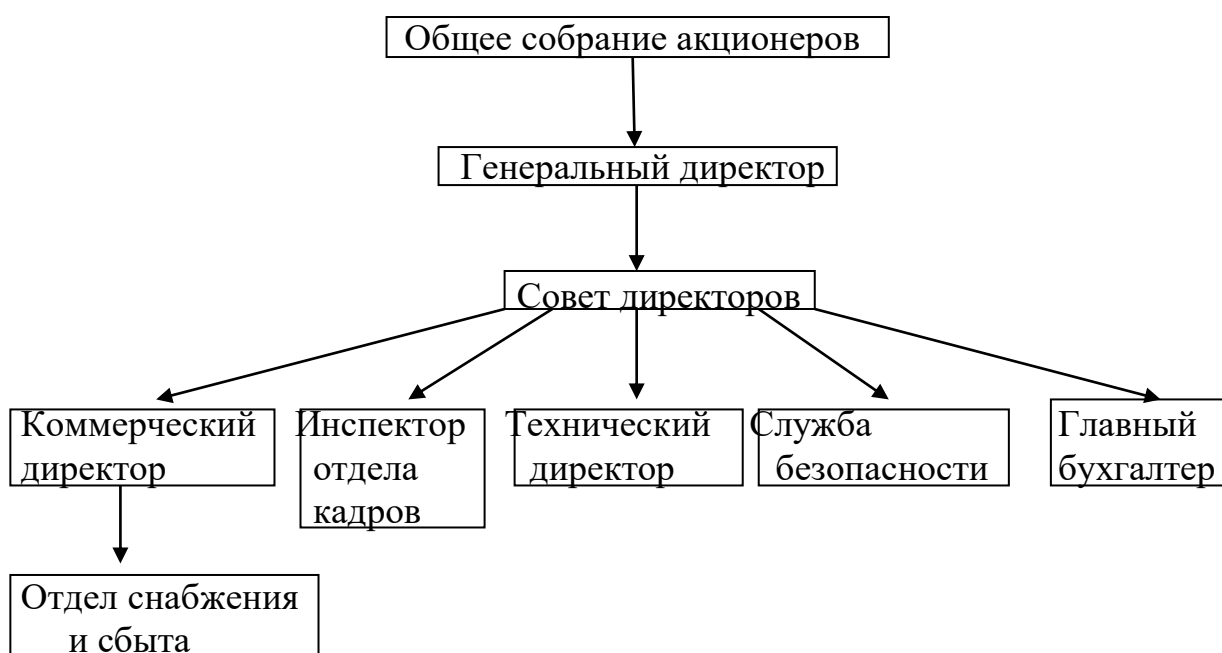 Общее собрание акционеров
Генеральный директор
Совет директоров
Коммерческий
директор
Инспектор
отдела
кадров
Технический
директор
Служба
безопасности
Главный
бухгалтер
Отдел снабжения
и сбыта